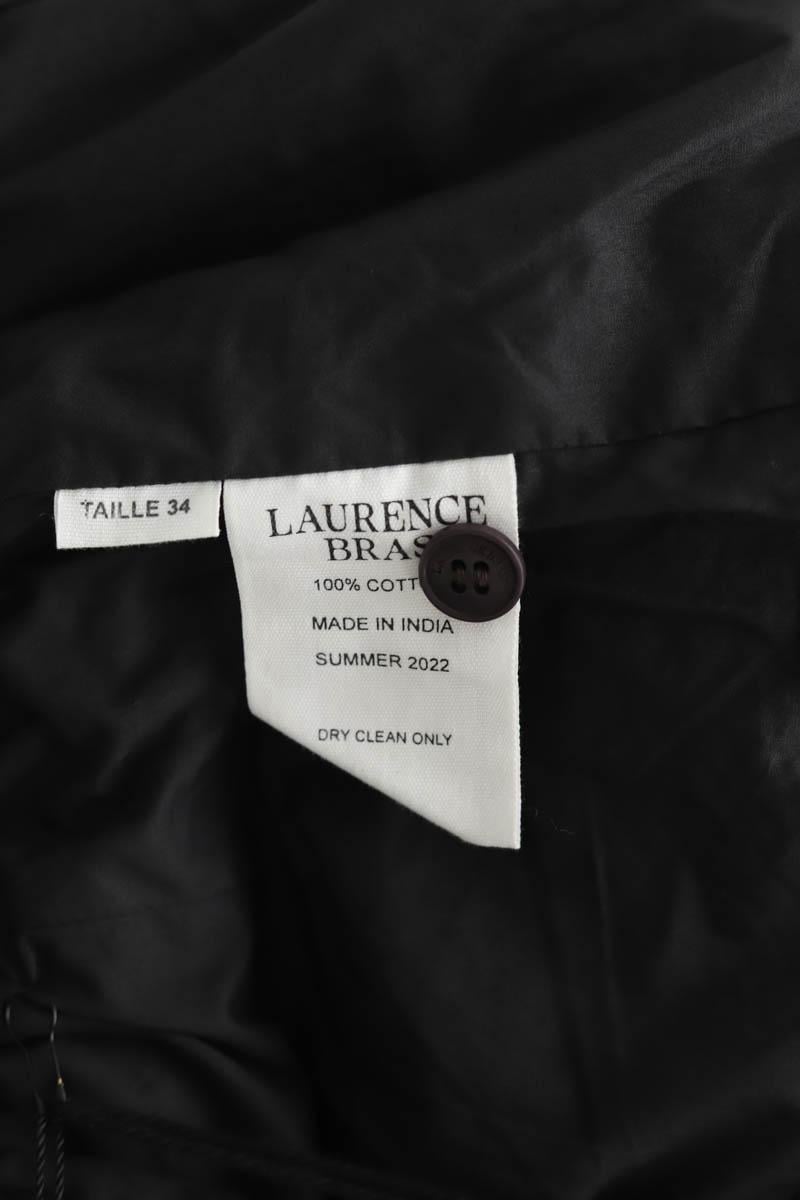 TAILLE 34
LAURENCE
BRAS
100% COTT
MADE IN INDIA
SUMMER 2022
DRY CLEAN ONLY